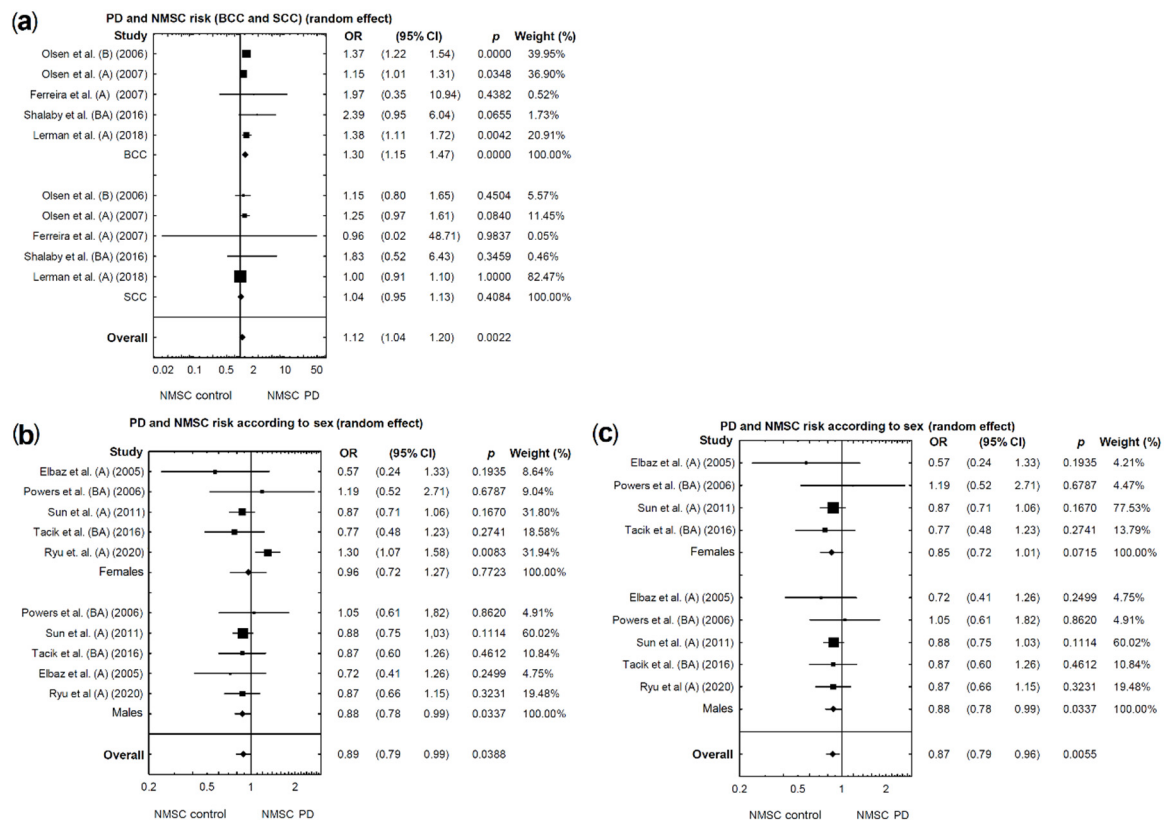 (a)
PD and NMSC risk (BCC and SCC) (random effect)
Study OR (95% CI) p Weight (%)
Olsen et al. (B) (2006) 1.37 (1.22 1.54) 0.0000 39.95%
Olsen et al. (A) (2007) 1.15 (1.01 1.31) 0.0348 36.90%
Ferreira et al. (A) (2007) 1.97 (0.35 10.94) 0.4382 0.52%
Shalaby et al. (BA) (2016) 2.39 (0.95 6.04) 0.0655 1.73%
Lerman et al. (A) (2018) 1.38 (1.11 1.72) 0.0042 20.91%
BCC 1.30 (1.15 1.47) 0.0000 100.00%
Olsen et al. (B) (2006) 1.15 (0.80 1.65) 0.4504 5.57%
Olsen et al. (A) (2007) 1.25 (0.97 1.61) 0.0840 11.45%
Ferreira et al. (A) (2007) 0.96 (0.02 48.71) 0.9837 0.05%
Shalaby et al. (BA) (2016) 1.83 (0.52 6.43) 0.3459 0.46%
Lerman et al. (A) (2018) 1.00 (0.91 1.10) 1.0000 82.47%
SCC 1.04 (0.95 1.13) 0.4084 100.00%
Overall 1.12 (1.04 1.20) 0.0022
0.02 0.1 0.5 1 2 10 50
NMSC control NMSC PD
(b)
PD and NMSC risk according to sex (random effect)
Study OR (95% CI) p Weight (%)
Elbaz et al. (A) (2005) 0.57 (0.24 1.33) 0.1935 8.64%
Powers et al. (BA) (2006) 1.19 (0.52 2.71) 0.6787 9.04%
Sun et al. (A) (2011) 0.87 (0.71 1.06) 0.1670 31.80%
Tacik et al. (BA) (2016) 0.77 (0.48 1.23) 0.2741 18.58%
Ryu et. al. (A) (2020) 1.30 (1.07 1.58) 0.0083 31.94%
Females 0.96 (0.72 1.27) 0.7723 100.00%
Powers et al. (BA) (2006) 1.05 (0.61 1.82) 0.8620 4.91%
Sun et al. (A) (2011) 0.88 (0.75 1.03) 0.1114 60.02%
Tacik et al. (BA) (2016) 0.87 (0.60 1.26) 0.4612 10.84%
Elbaz et al. (A) (2005) 0.72 (0.41 1.26) 0.2499 4.75%
Ryu et al (A) (2020) 0.87 (0.66 1.15) 0.3231 19.48%
Males 0.88 (0.78 0.99) 0.0337 100.00%
Overall 0.89 (0.79 0.99) 0.0388
0.2 0.5 1 2
NMSC control NMSC PD
(c)
PD and NMSC risk according to sex (random effect)
Study OR (95% CI) p Weight (%)
Elbaz et al. (A) (2005) 0.57 (0.24 1.33) 0.1935 4.21%
Powers et al. (BA) (2006) 1.19 (0.52 2.71) 0.6787 4.47%
Sun et al. (A) (2011) 0.87 (0.71 1.06) 0.1670 77.53%
Tacik et al. (BA) (2016) 0.77 (0.48 1.23) 0.2741 13.79%
Females 0.85 (0.72 1.01) 0.0715 100.00%
Elbaz et al. (A) (2005) 0.72 (0.41 1.26) 0.2499 4.75%
Powers et al. (BA) (2006) 1.05 (0.61 1.82) 0.8620 4.91%
Sun et al. (A) (2011) 0.88 (0.75 1.03) 0.1114 60.02%
Tacik et al. (BA) (2016) 0.87 (0.60 1.26) 0.4612 10.84%
Ryu et al (A) (2020) 0.87 (0.66 1.15) 0.3231 19.48%
Males 0.88 (0.78 0.99) 0.0337 100.00%
Overall 0.87 (0.79 0.96) 0.0055
0.2 0.5 1 2
NMSC control NMSC PD